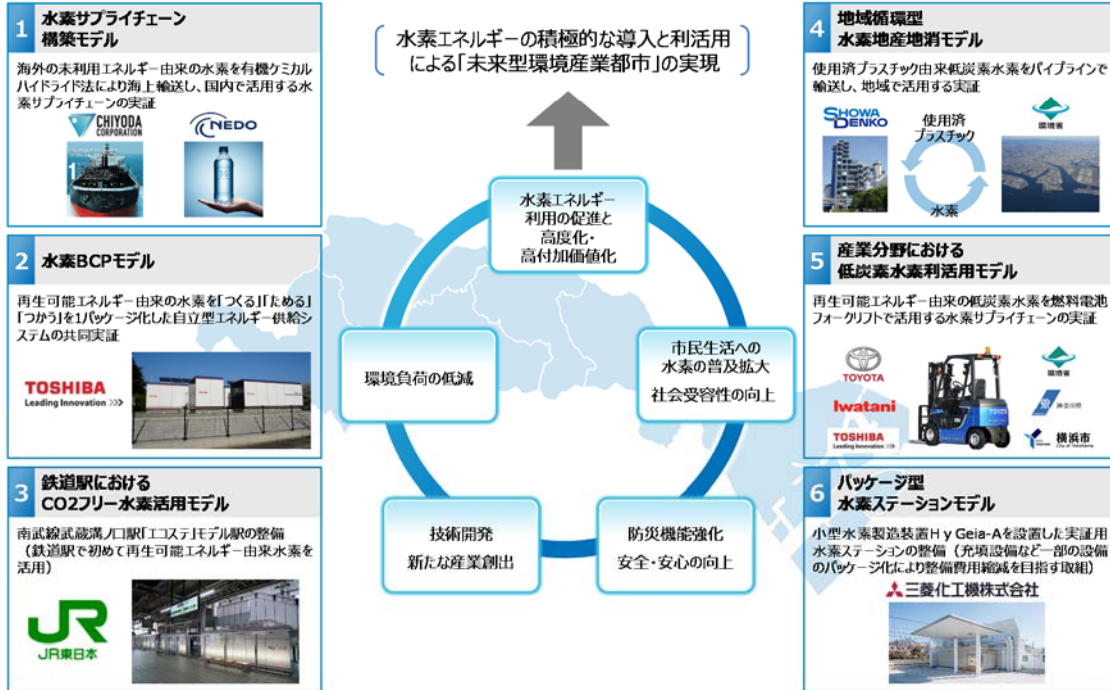 1
水素サプライチェーン
構築モデル
海外の未利用エネルギー由来の水素を有機ケミカル
ハイドライド法により海上輸送し、国内で活用する水
素サプライチェーンの実証
CHIYODA
CORPORATION
NEDO
2
水素BCPモデル
再生可能エネルギー由来の水素を「つくる」「ためる」
「つかう」を1パッケージ化した自立型エネルギー供給シ
ステムの共同実証
TOSHIBA
Leading Innovation >>>
3
鉄道駅における
CO2フリー水素活用モデル
南武線武蔵溝ノ口駅「エコステ」モデル駅の整備
(鉄道駅で初めて再生可能エネルギー由来水素を
活用)
JR
JR東日本
水素エネルギーの積極的な導入と利活用
による「未来型環境産業都市」の実現
水素エネルギー
利用の促進と
高度化・
高付加価値化
環境負荷の低減
市民生活への
水素の普及拡大
社会受容性の向上
技術開発
新たな産業創出
防災機能強化
安全・安心の向上
4
地域循環型
水素地産地消モデル
使用済プラスチック由来低炭素水素をパイプラインで
輸送し、地域で活用する実証
SHOWA
DENKO
使用済
プラスチック
環境省
水素
5
産業分野における
低炭素水素利活用モデル
再生可能エネルギー由来の低炭素水素を燃料電池
フォークリフトで活用する水素サプライチェーンの実証
TOYOTA
環境省
Iwatani
神奈川県
TOSHIBA
Leading Innovation >>>
横浜市
City of Yokohama
6
パッケージ型
水素ステーションモデル
小型水素製造装置HyGeia-Aを設置した実証用
水素ステーションの整備(充填設備など一部の設備
のパッケージ化により整備費用縮減を目指す取組)
三菱化工機株式会社